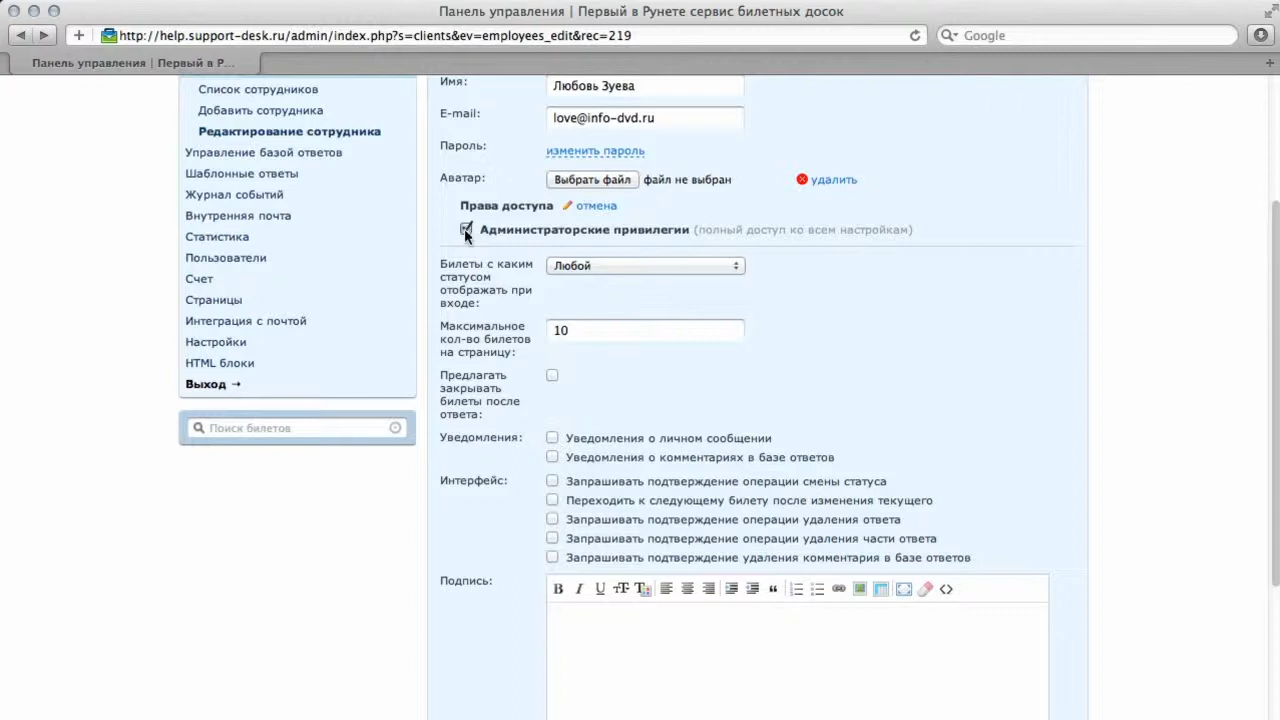 Панель управления | Первый в Рунете сервис билетных досок
http://help.support-desk.ru/admin/index.php?s=clients&ev=employees_edit&rec=219
Google
Панель управления | Первый в Р...
Список сотрудников
Добавить сотрудника
Редактирование сотрудника
Управление базой ответов
Шаблонные ответы
Журнал событий
Внутренняя почта
Статистика
Пользователи
Счет
Страницы
Интеграция с почтой
Настройки
HTML блоки
Выход →
Поиск билетов
Имя:
Любовь Зуева
E-mail:
love@info-dvd.ru
Пароль:
изменить пароль
Аватар:
Выбрать файл файл не выбран
удалить
Права доступа отмена
Администраторские привилегии (полный доступ ко всем настройкам)
Билеты с каким
статусом
отображать при
входе:
Любой
Максимальное
кол-во билетов
на страницу:
10
Предлагать
закрывать
билеты после
ответа:
Уведомления:
Уведомления о личном сообщении
Уведомления о комментариях в базе ответов
Интерфейс:
Запрашивать подтверждение операции смены статуса
Переходить к следующему билету после изменения текущего
Запрашивать подтверждение операции удаления ответа
Запрашивать подтверждение операции удаления части ответа
Запрашивать подтверждение удаления комментария в базе ответов
Подпись:
B I U